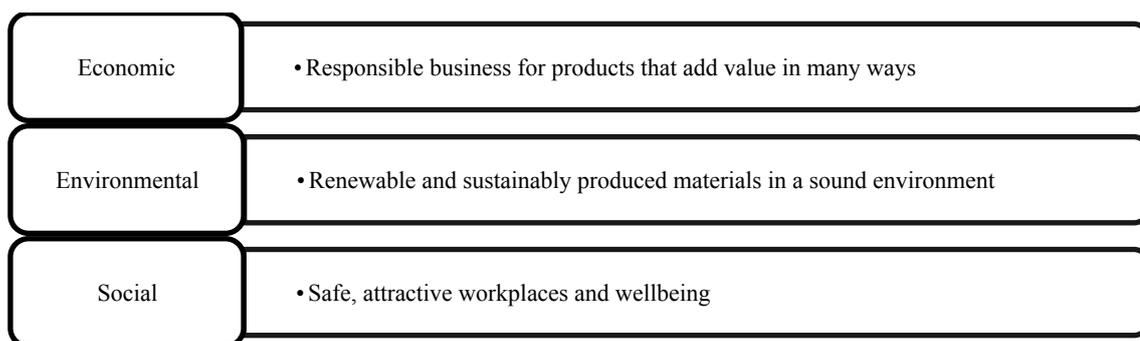 Economic
• Responsible business for products that add value in many ways
Environmental
• Renewable and sustainably produced materials in a sound environment
Social
• Safe, attractive workplaces and wellbeing